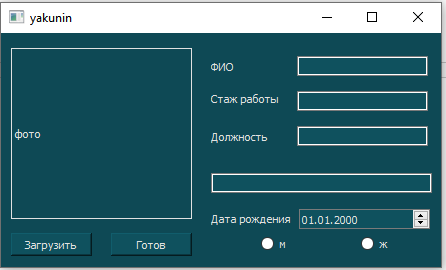 yakunin
фото
ФИО
Стаж работы
Должность
Дата рождения 01.01.2000
м ж
Загрузить Готов